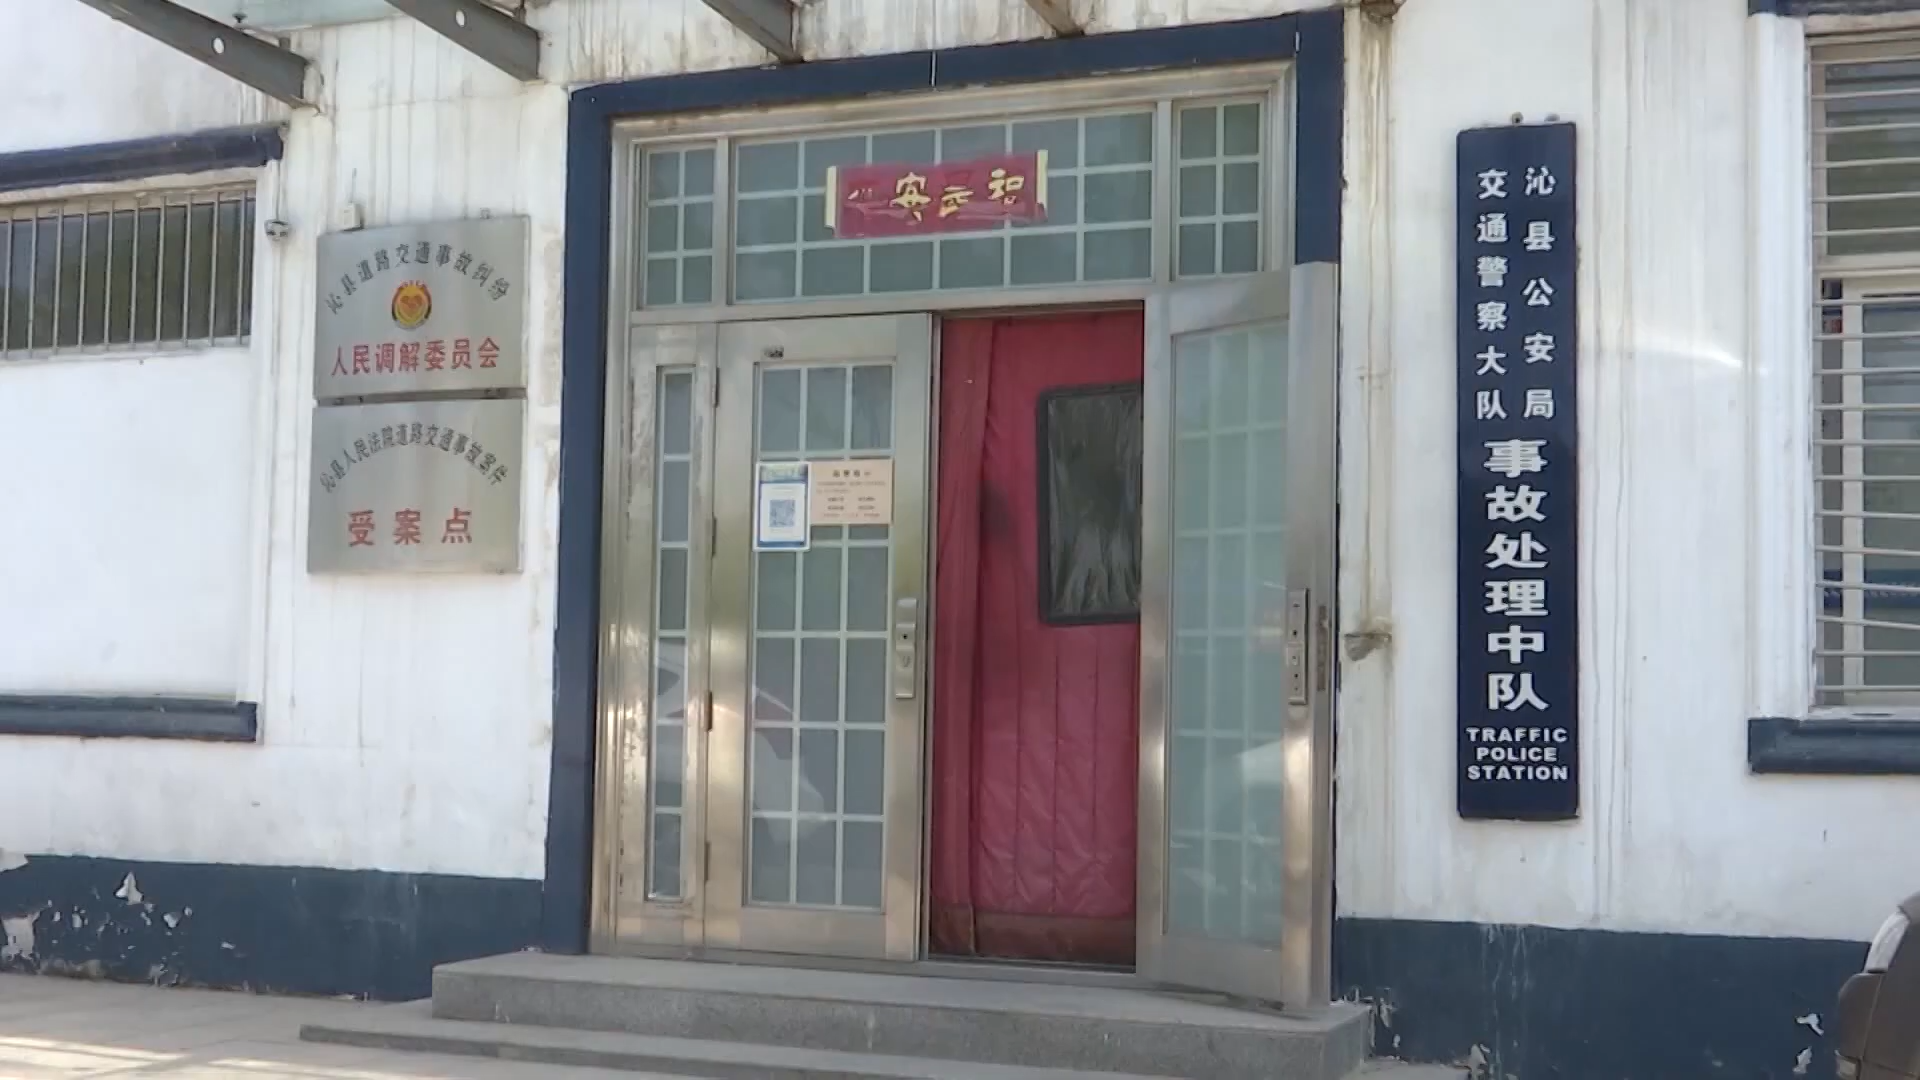 沁县道路交通事故纠纷
人民调解委员会
沁县人民法院道路交通事故案件
受案点
沁县公安局
交通警察大队
事故处理中队
TRAFFIC
POLICE
STATION